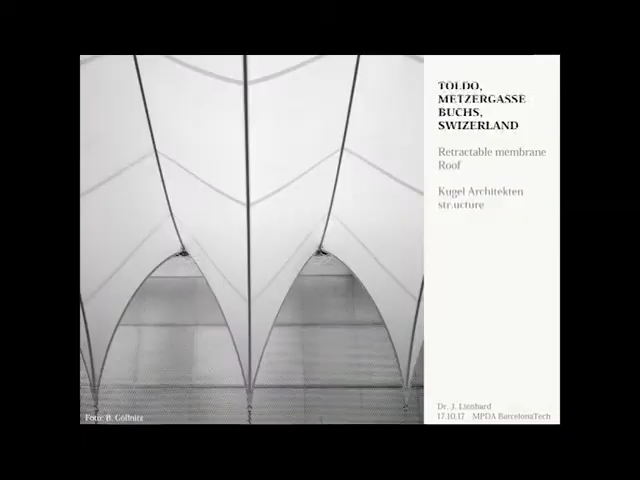 TOLDO,
METZERGASSE
BUCHS,
SWIZERLAND
Retractable membrane
Roof
Kugel Architekten
str.ucture
Foto: B. Göllnitz
Dr. J. Lienhard
17.10.17 MPDA BarcelonaTech